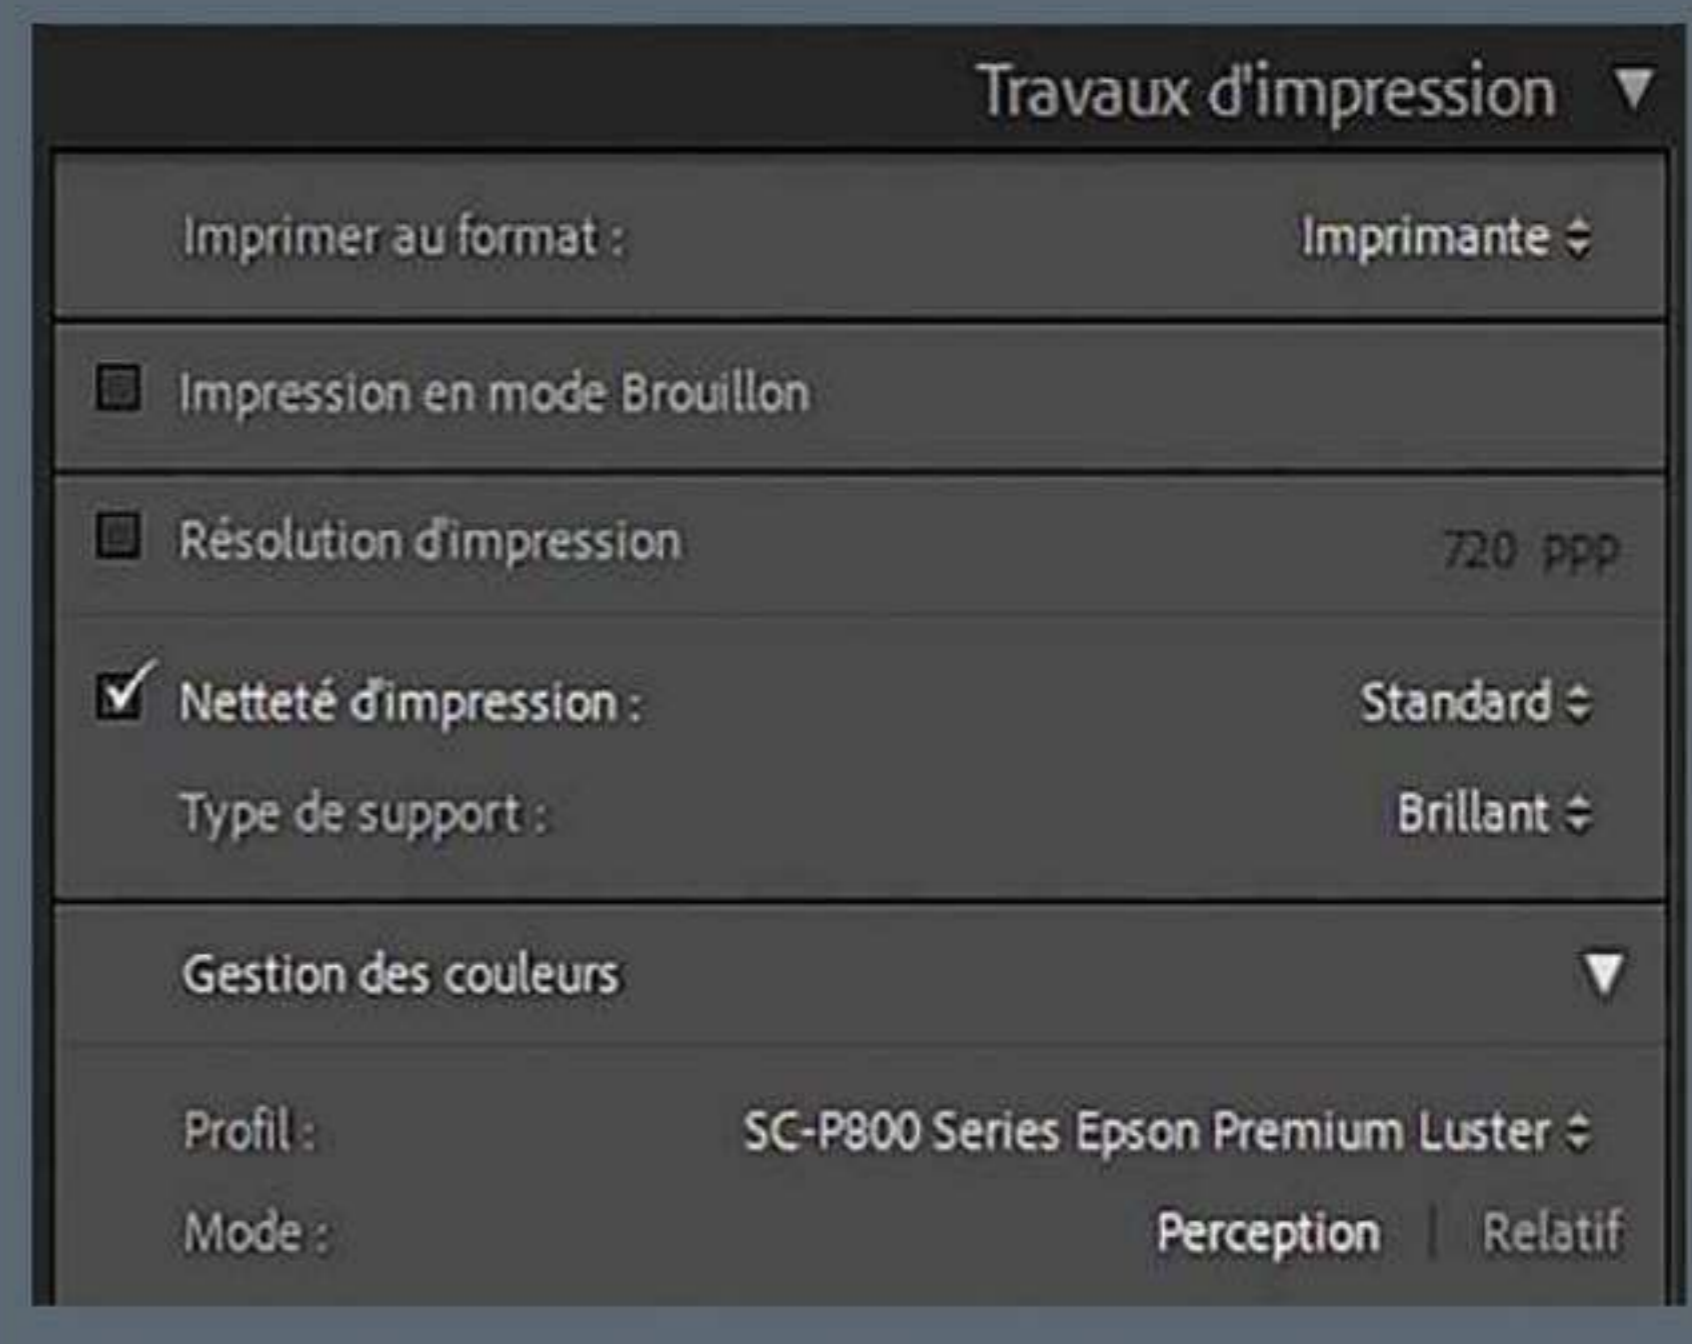 Travaux d'impression
Imprimer au format : Imprimante
Impression en mode Brouillon
Résolution d'impression 720 ppp
Netteté d'impression : Standard
Type de support : Brillant
Gestion des couleurs
Profil : SC-P800 Series Epson Premium Luster
Mode : Perception | Relatif